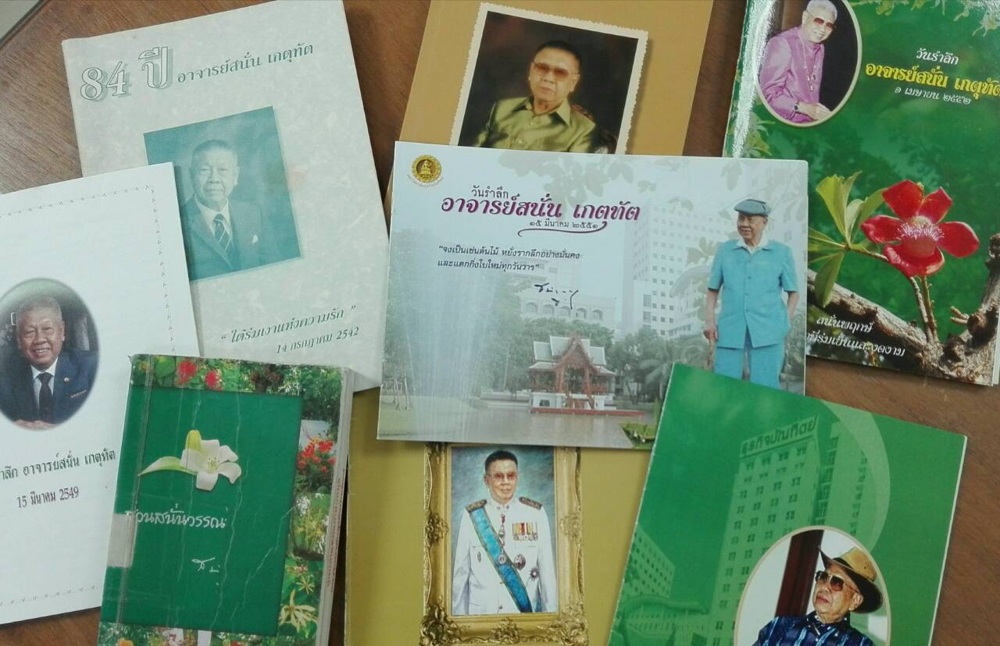 84 ปี อาจารย์สนั่น เกตุทัต
“ ใต้ร่มเงาแห่งความรัก ”
14 กรกฎาคม 2542
วันรำลึก
อาจารย์สนั่น เกตุทัต
๑ เมษายน ๒๕๕๒
สนั่นพฤกษ์
ร่มเย็นและงดงาม
วันรำลึก
อาจารย์สนั่น เกตุทัต
๑๕ มีนาคม ๒๕๕๑
“จงเป็นเช่นต้นไม้ หยั่งรากลึกอย่างมั่นคง
และแตกกิ่งใบใหม่ทุกวันวาร”
อาจารย์สนั่น เกตุทัต
15 มีนาคม 2549
สวนสนั่นวรรณ
ธุรกิจบัณฑิตย์